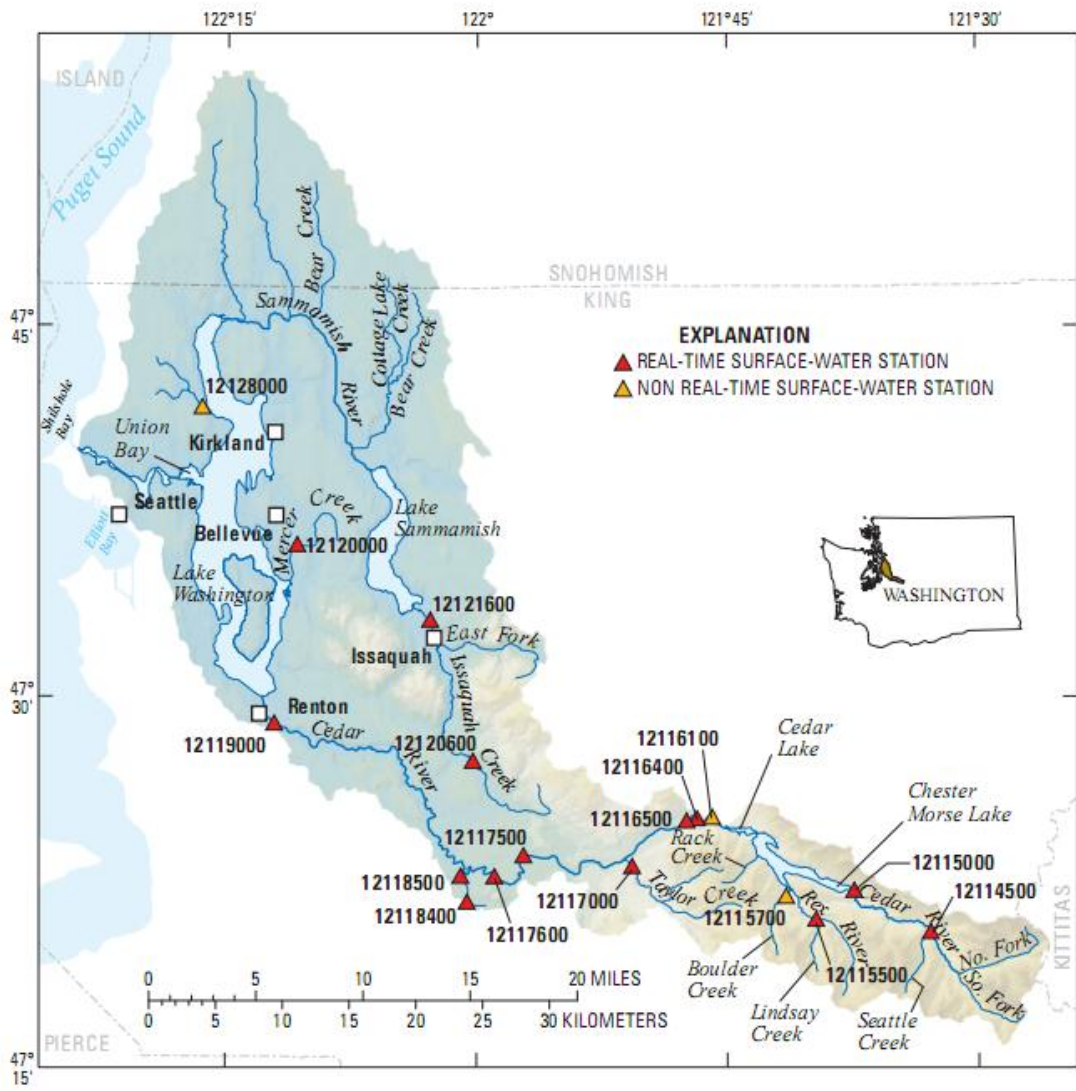 122°15'
122°
121°45'
121°30'
ISLAND
Puget Sound
Bear Creek
SNOHOMISH
KING
Cottage Lake
Creek
Bear Creek
Sammamish
River
47°
45'
EXPLANATION
REAL-TIME SURFACE-WATER STATION
NON REAL-TIME SURFACE-WATER STATION
12128000
Shilshole
Bay
Union
Bay
Kirkland
Seattle
Elliott
Bay
Bellevue
Mercer
Creek
12120000
Lake
Sammamish
Lake
Washington
WASHINGTON
12121600
East Fork
Issaquah
Issaquah
Creek
47°
30'
Renton
12119000
Cedar
River
12120600
12116100
12116400
12116500
Cedar
Lake
Chester
Morse Lake
Rack
Creek
12117500
12115000
12114500
12118500
12118400
12117600
12117000
Taylor Creek
12115700
Rex
River
Cedar
River
No. Fork
So Fork
KITTITAS
Boulder
Creek
12115500
Lindsay
Creek
Seattle
Creek
0 5 10 15 20 MILES
0 5 10 15 20 25 30 KILOMETERS
PIERCE
47°
15'